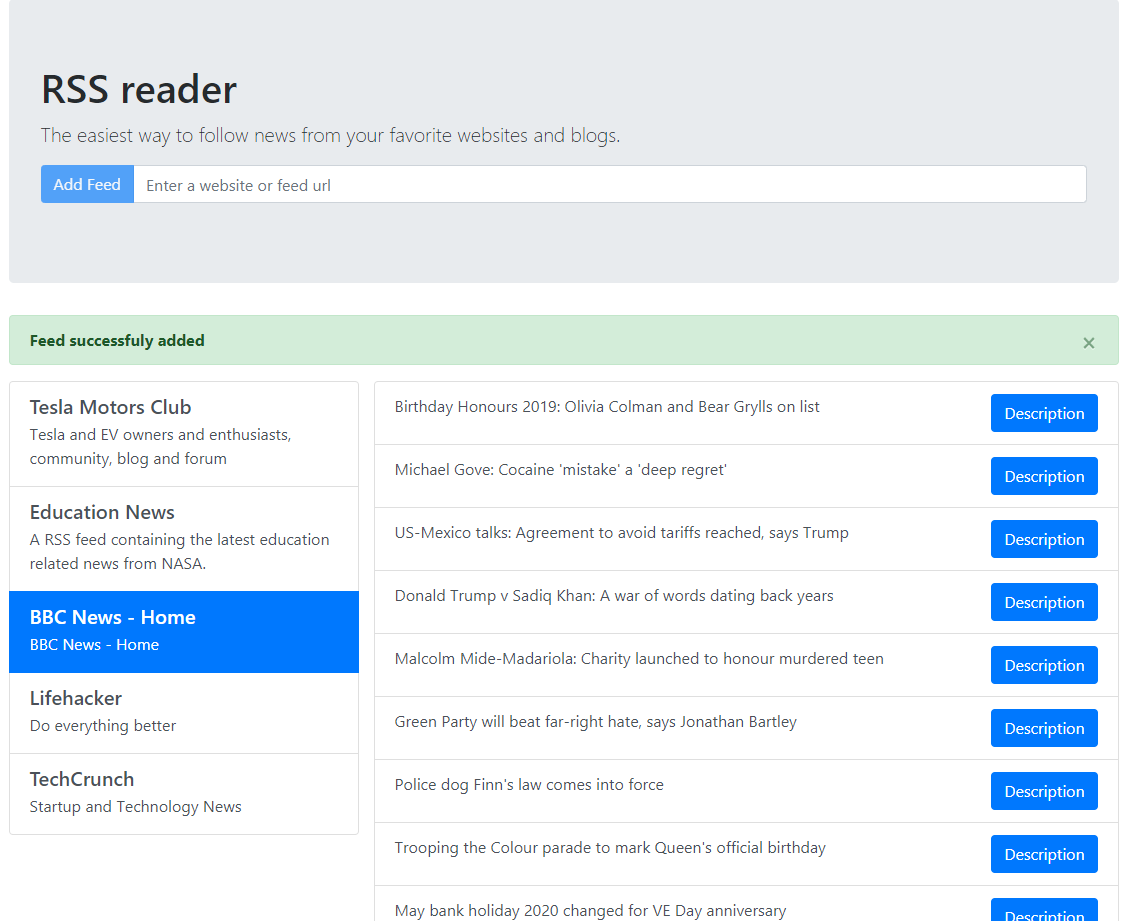 RSS reader
The easiest way to follow news from your favorite websites and blogs.
Add Feed
Enter a website or feed url
Feed successfuly added
×
Tesla Motors Club
Tesla and EV owners and enthusiasts,
community, blog and forum
Education News
A RSS feed containing the latest education
related news from NASA.
BBC News - Home
BBC News - Home
Lifehacker
Do everything better
TechCrunch
Startup and Technology News
Birthday Honours 2019: Olivia Colman and Bear Grylls on list
Description
Michael Gove: Cocaine 'mistake' a 'deep regret'
Description
US-Mexico talks: Agreement to avoid tariffs reached, says Trump
Description
Donald Trump v Sadiq Khan: A war of words dating back years
Description
Malcolm Mide-Madariola: Charity launched to honour murdered teen
Description
Green Party will beat far-right hate, says Jonathan Bartley
Description
Police dog Finn's law comes into force
Description
Trooping the Colour parade to mark Queen's official birthday
Description
May bank holiday 2020 changed for VE Day anniversary
Description